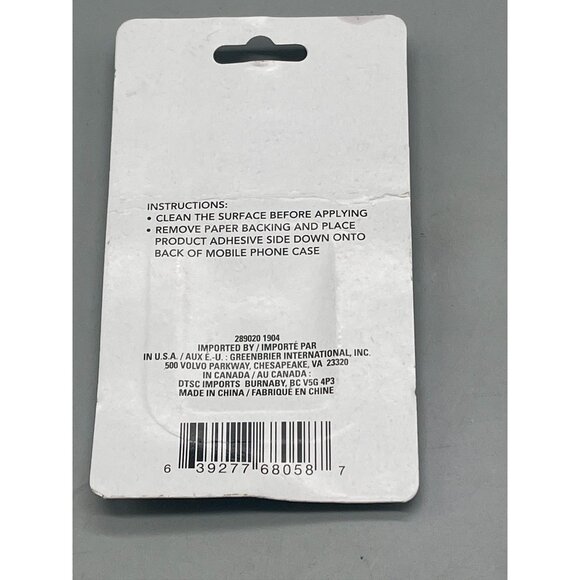 INSTRUCTIONS:
• CLEAN THE SURFACE BEFORE APPLYING
• REMOVE PAPER BACKING AND PLACE
PRODUCT ADHESIVE SIDE DOWN ONTO
BACK OF MOBILE PHONE CASE
289020 1904
IMPORTED BY / IMPORTÉ PAR
IN U.S.A. / AUX É.-U. : GREENBRIER INTERNATIONAL, INC.
500 VOLVO PARKWAY, CHESAPEAKE, VA 23320
IN CANADA / AU CANADA :
DTSC IMPORTS BURNABY, BC V5G 4P3
MADE IN CHINA / FABRIQUÉ EN CHINE
6 39277 68058 7